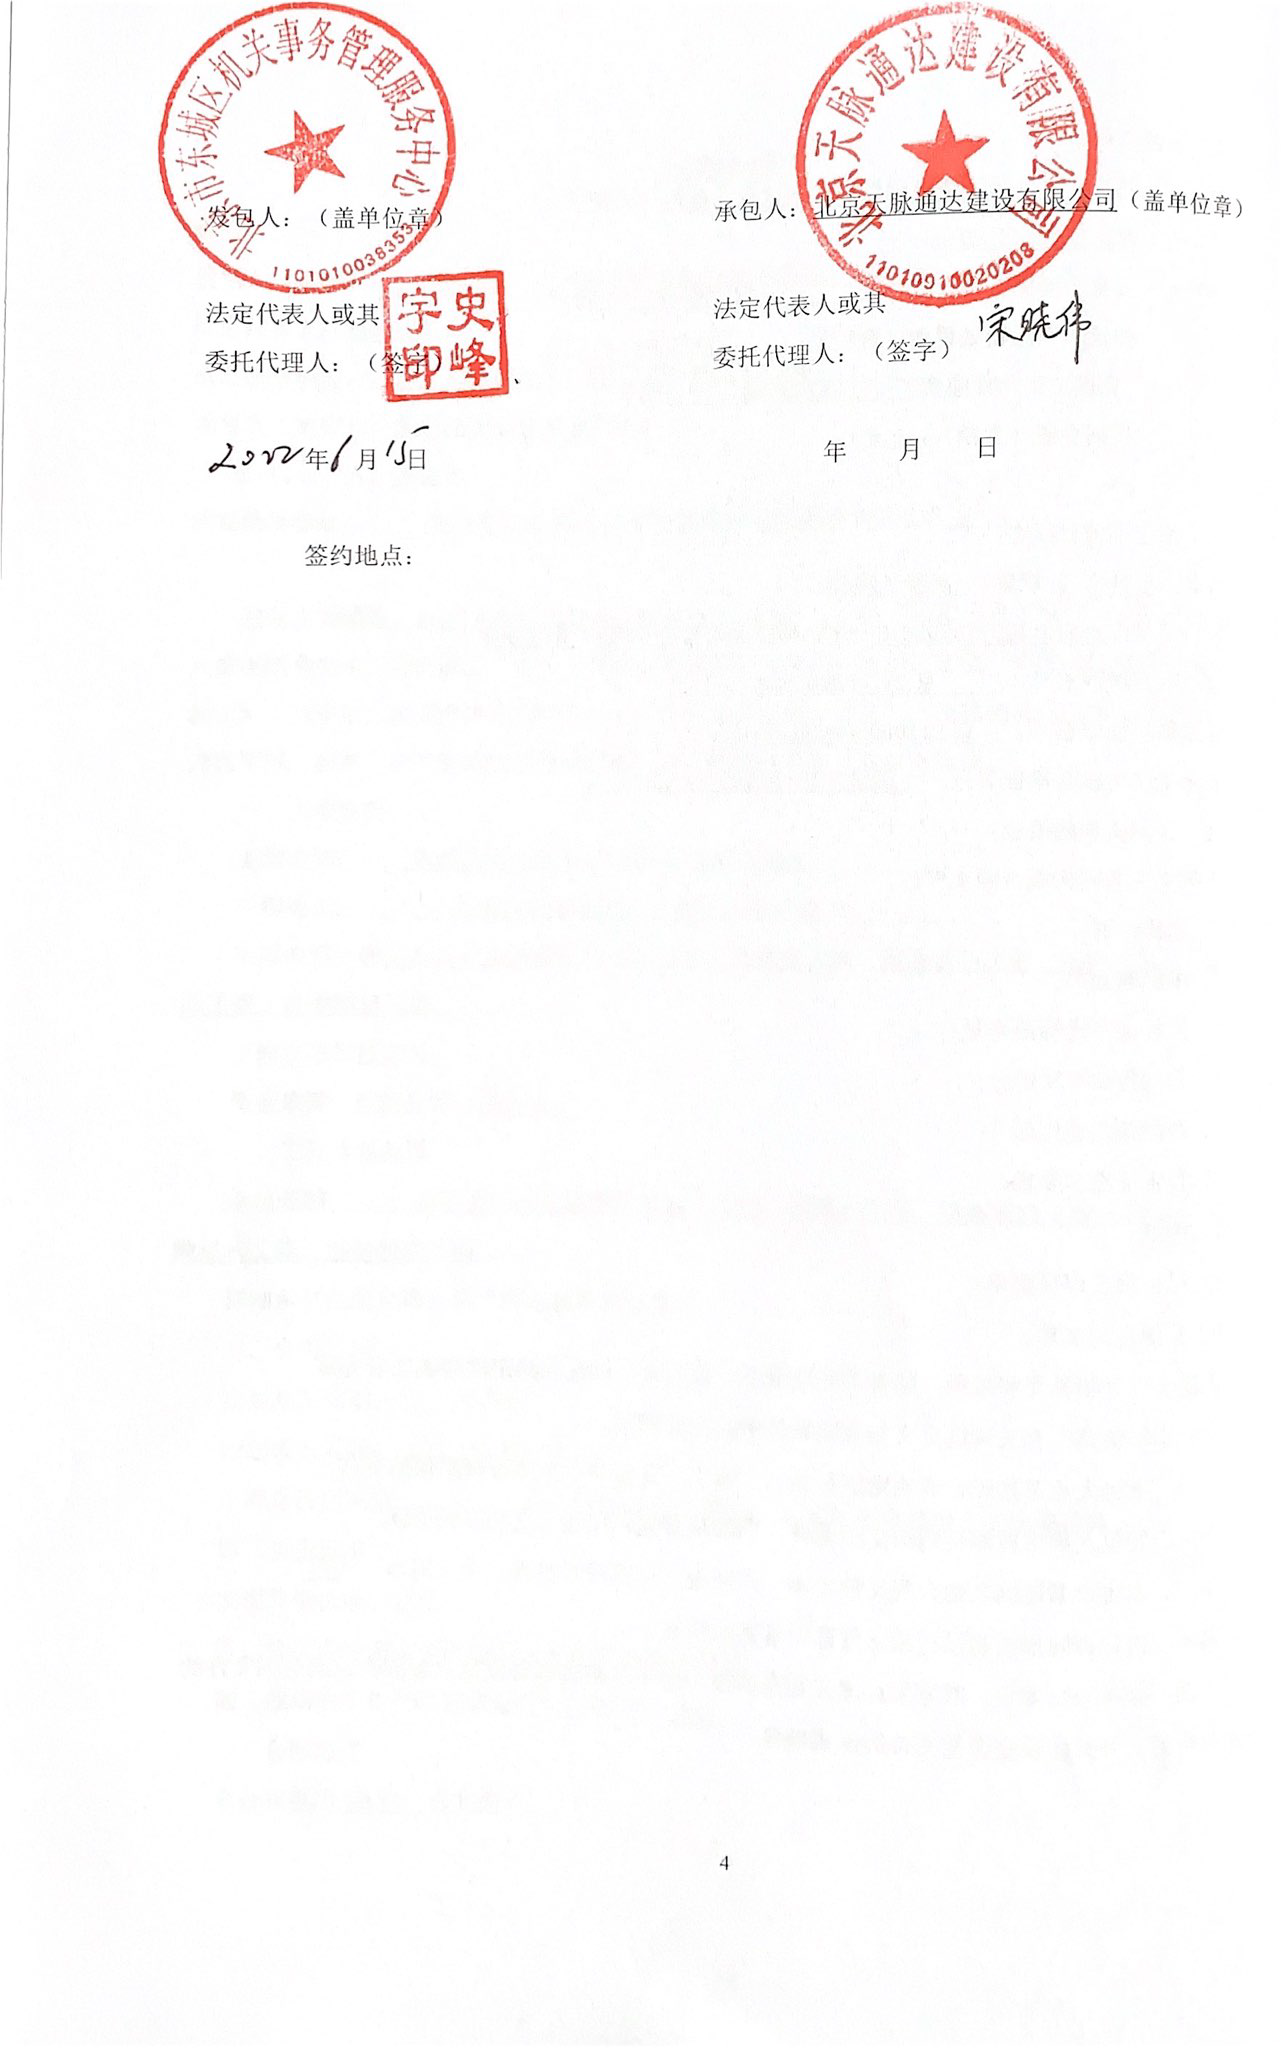 北京市东城区机关事务管理服务中心
1101010038353
发包人：（盖单位章）
史宇峰印
法定代表人或其
委托代理人：（签字）
2022年6月15日
北京天脉通达建设有限公司
11010910020208
承包人：北京天脉通达建设有限公司（盖单位章）
法定代表人或其
委托代理人：（签字）宋晓伟
年 月 日
签约地点：
4